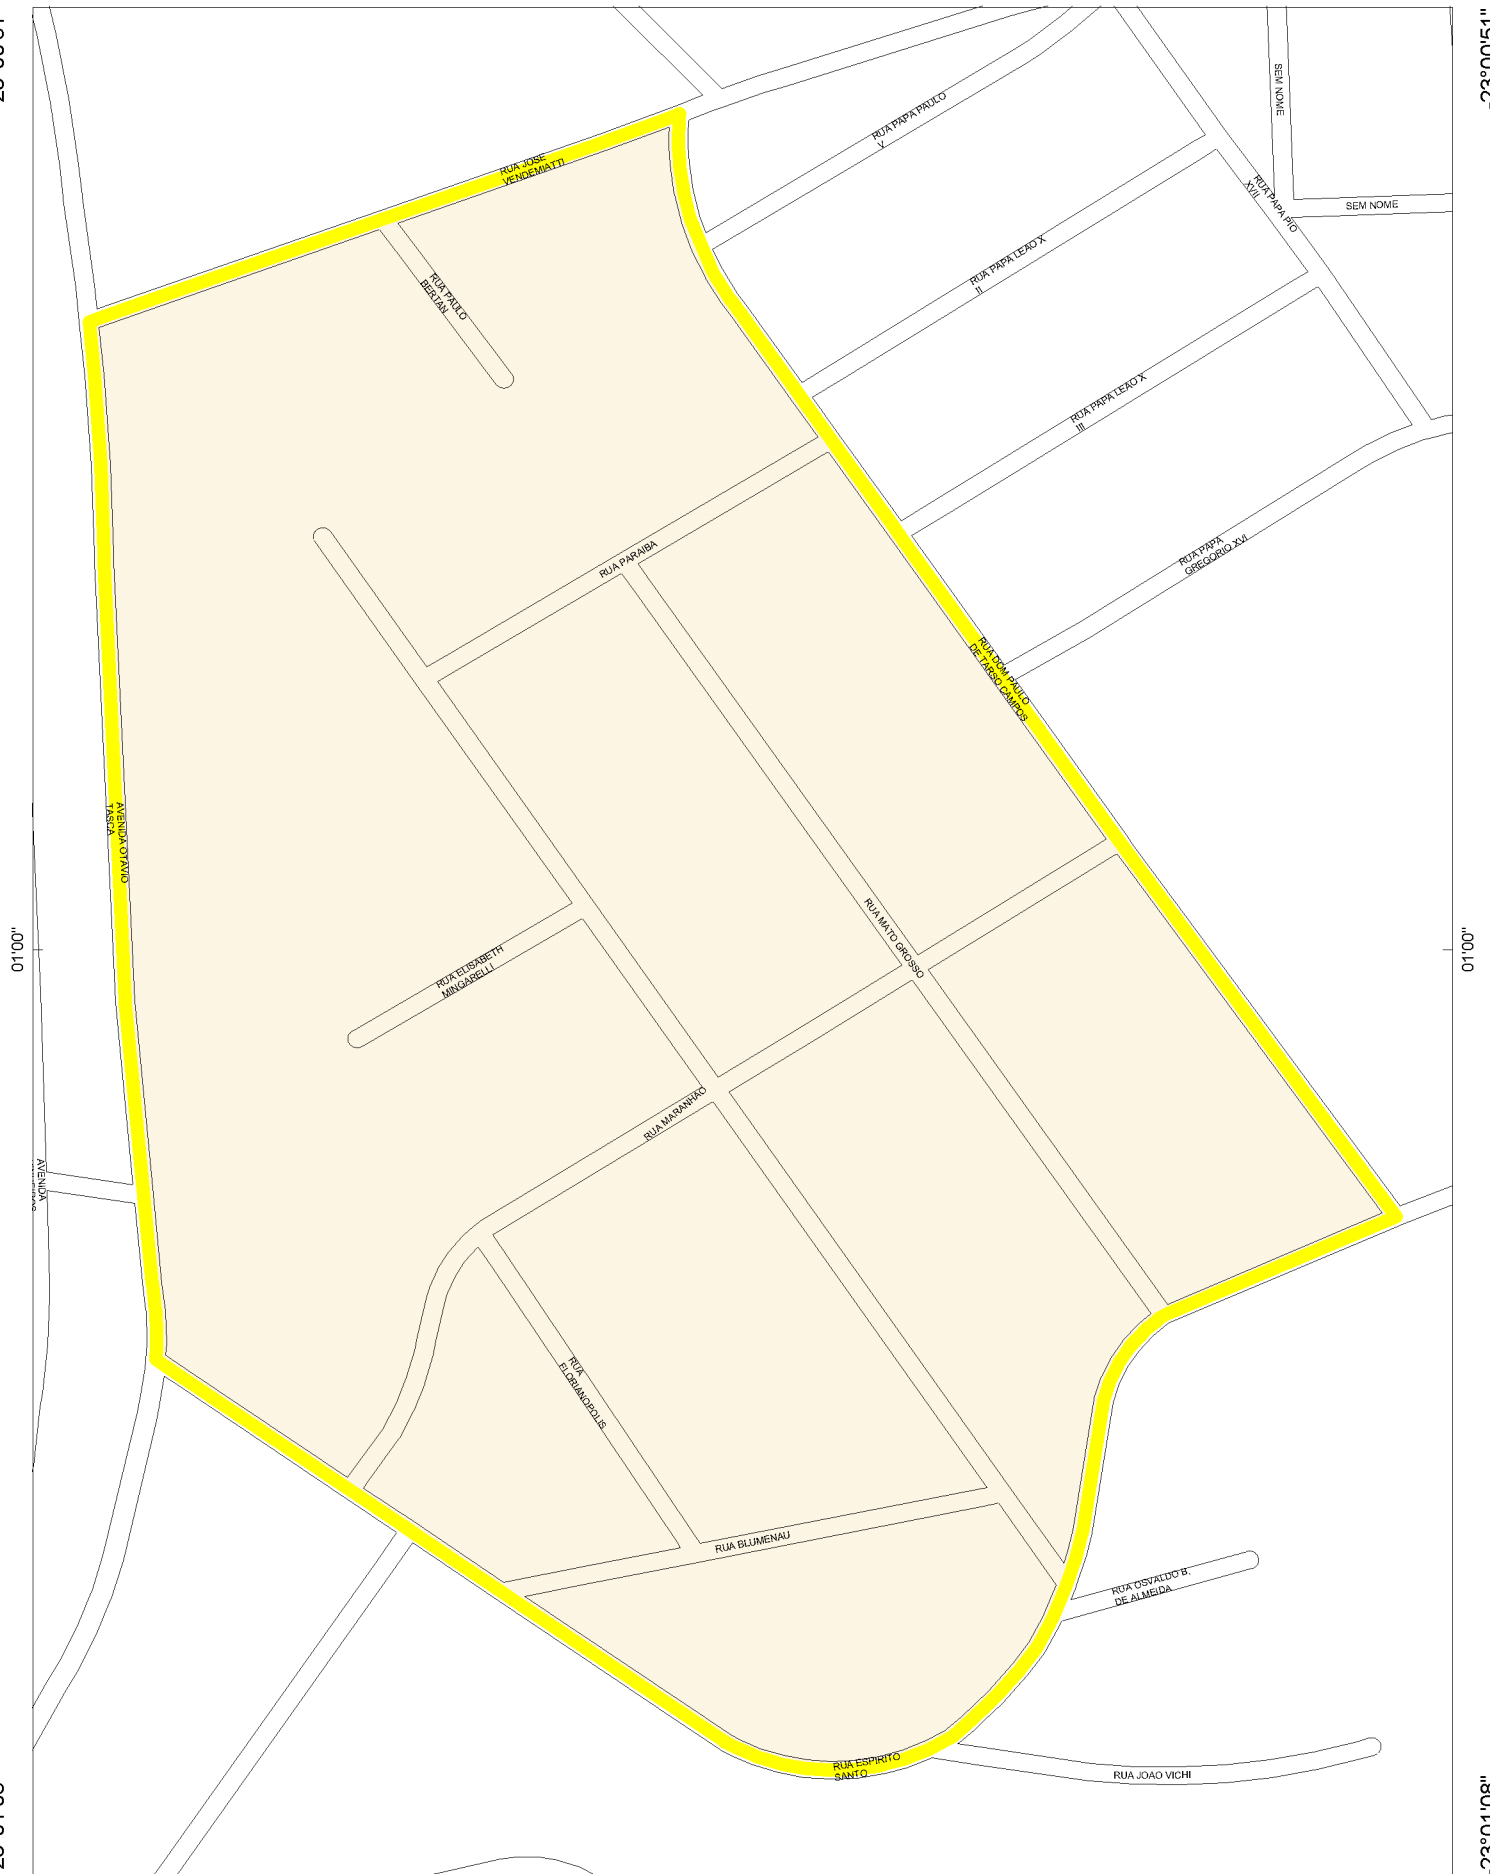 -23°00'51"
SEM NOME
RUA PAPA PAULO
V
RUA JOSE
VENDEMIATTI
RUA PAPA PIO
XVII
SEM NOME
RUA PAPA LEAO X
II
RUA PAULO
BERTAN
RUA PAPA LEAO X
III
RUA PAPA
GREGORIO XVI
RUA PARAIBA
RUA DOM PAULO
DE TARSO CAMPOS
AVENIDA OTAVIO
TASCA
RUA MATO GROSSO
01'00"
01'00"
RUA ELISABETH
MINGARELLI
RUA MARANHAO
AVENIDA
RUA
FLORIANOPOLIS
RUA BLUMENAU
RUA OSVALDO B.
DE ALMEIDA
RUA ESPIRITO
SANTO
RUA JOAO VICHI
-23°01'08"